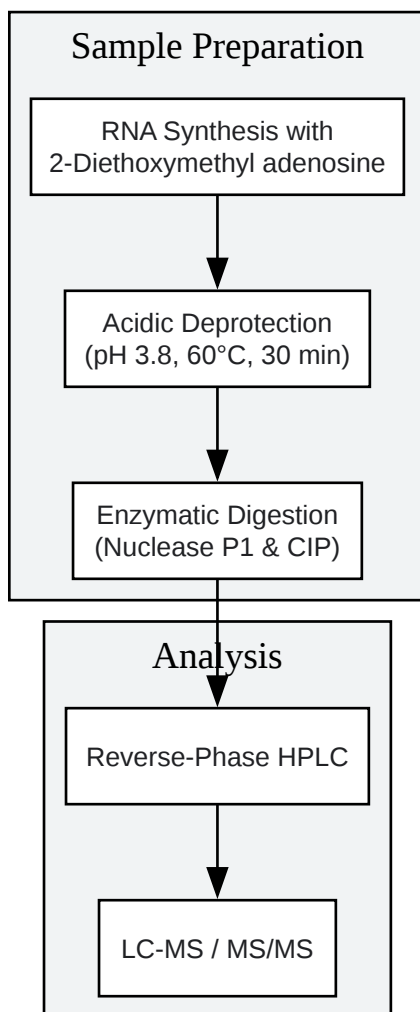 Sample Preparation
RNA Synthesis with
2-Diethoxymethyl adenosine
Acidic Deprotection
(pH 3.8, 60°C, 30 min)
Enzymatic Digestion
(Nuclease P1 & CIP)
Analysis
Reverse-Phase HPLC
LC-MS / MS/MS